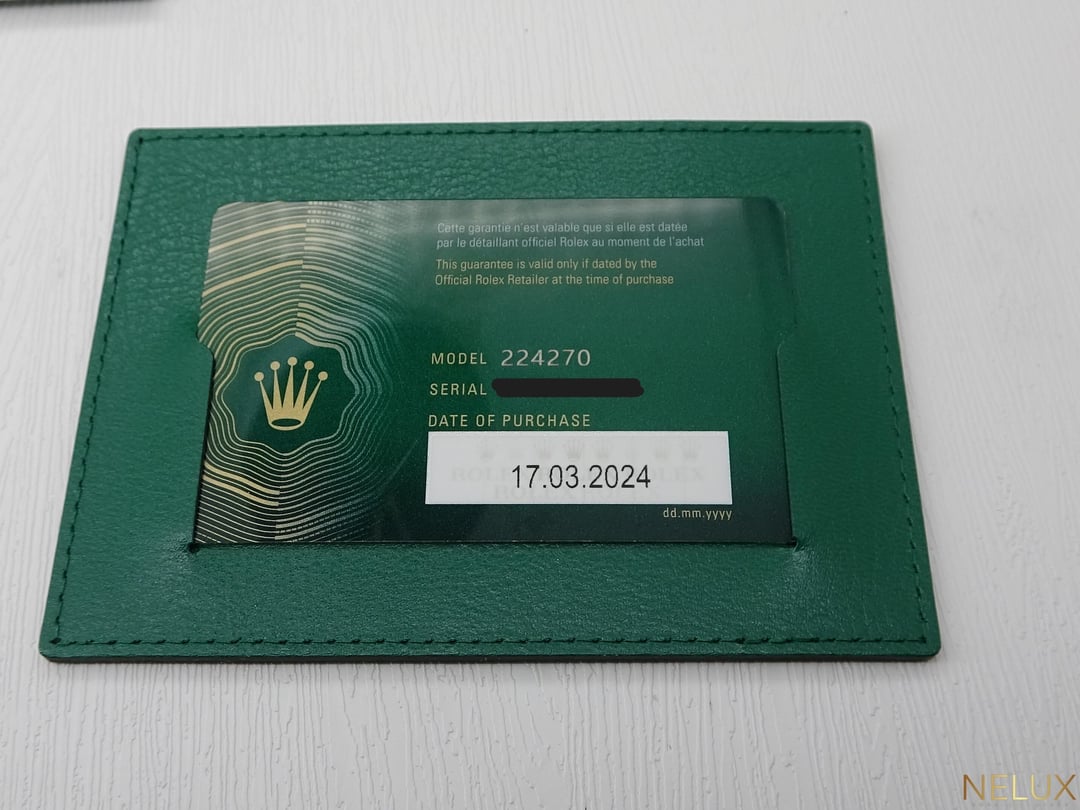 Cette garantie n'est valable que si elle est datée
par le détaillant officiel Rolex au moment de l'achat
This guarantee is valid only if dated by the
Official Rolex Retailer at the time of purchase
MODEL 224270
SERIAL
DATE OF PURCHASE
17.03.2024
dd.mm.yyyy
NELUX